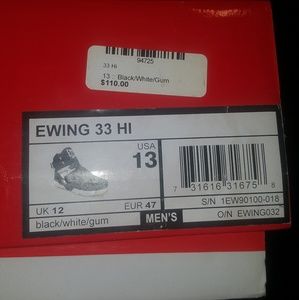 94725
33 Hi
13 Black/White/Gum
$110.00
EWING 33 HI
USA
13
UK 12
EUR 47
black/white/gum
MEN'S
7 31616 31675 8
S/N 1EW90100-018
O/N EWING032